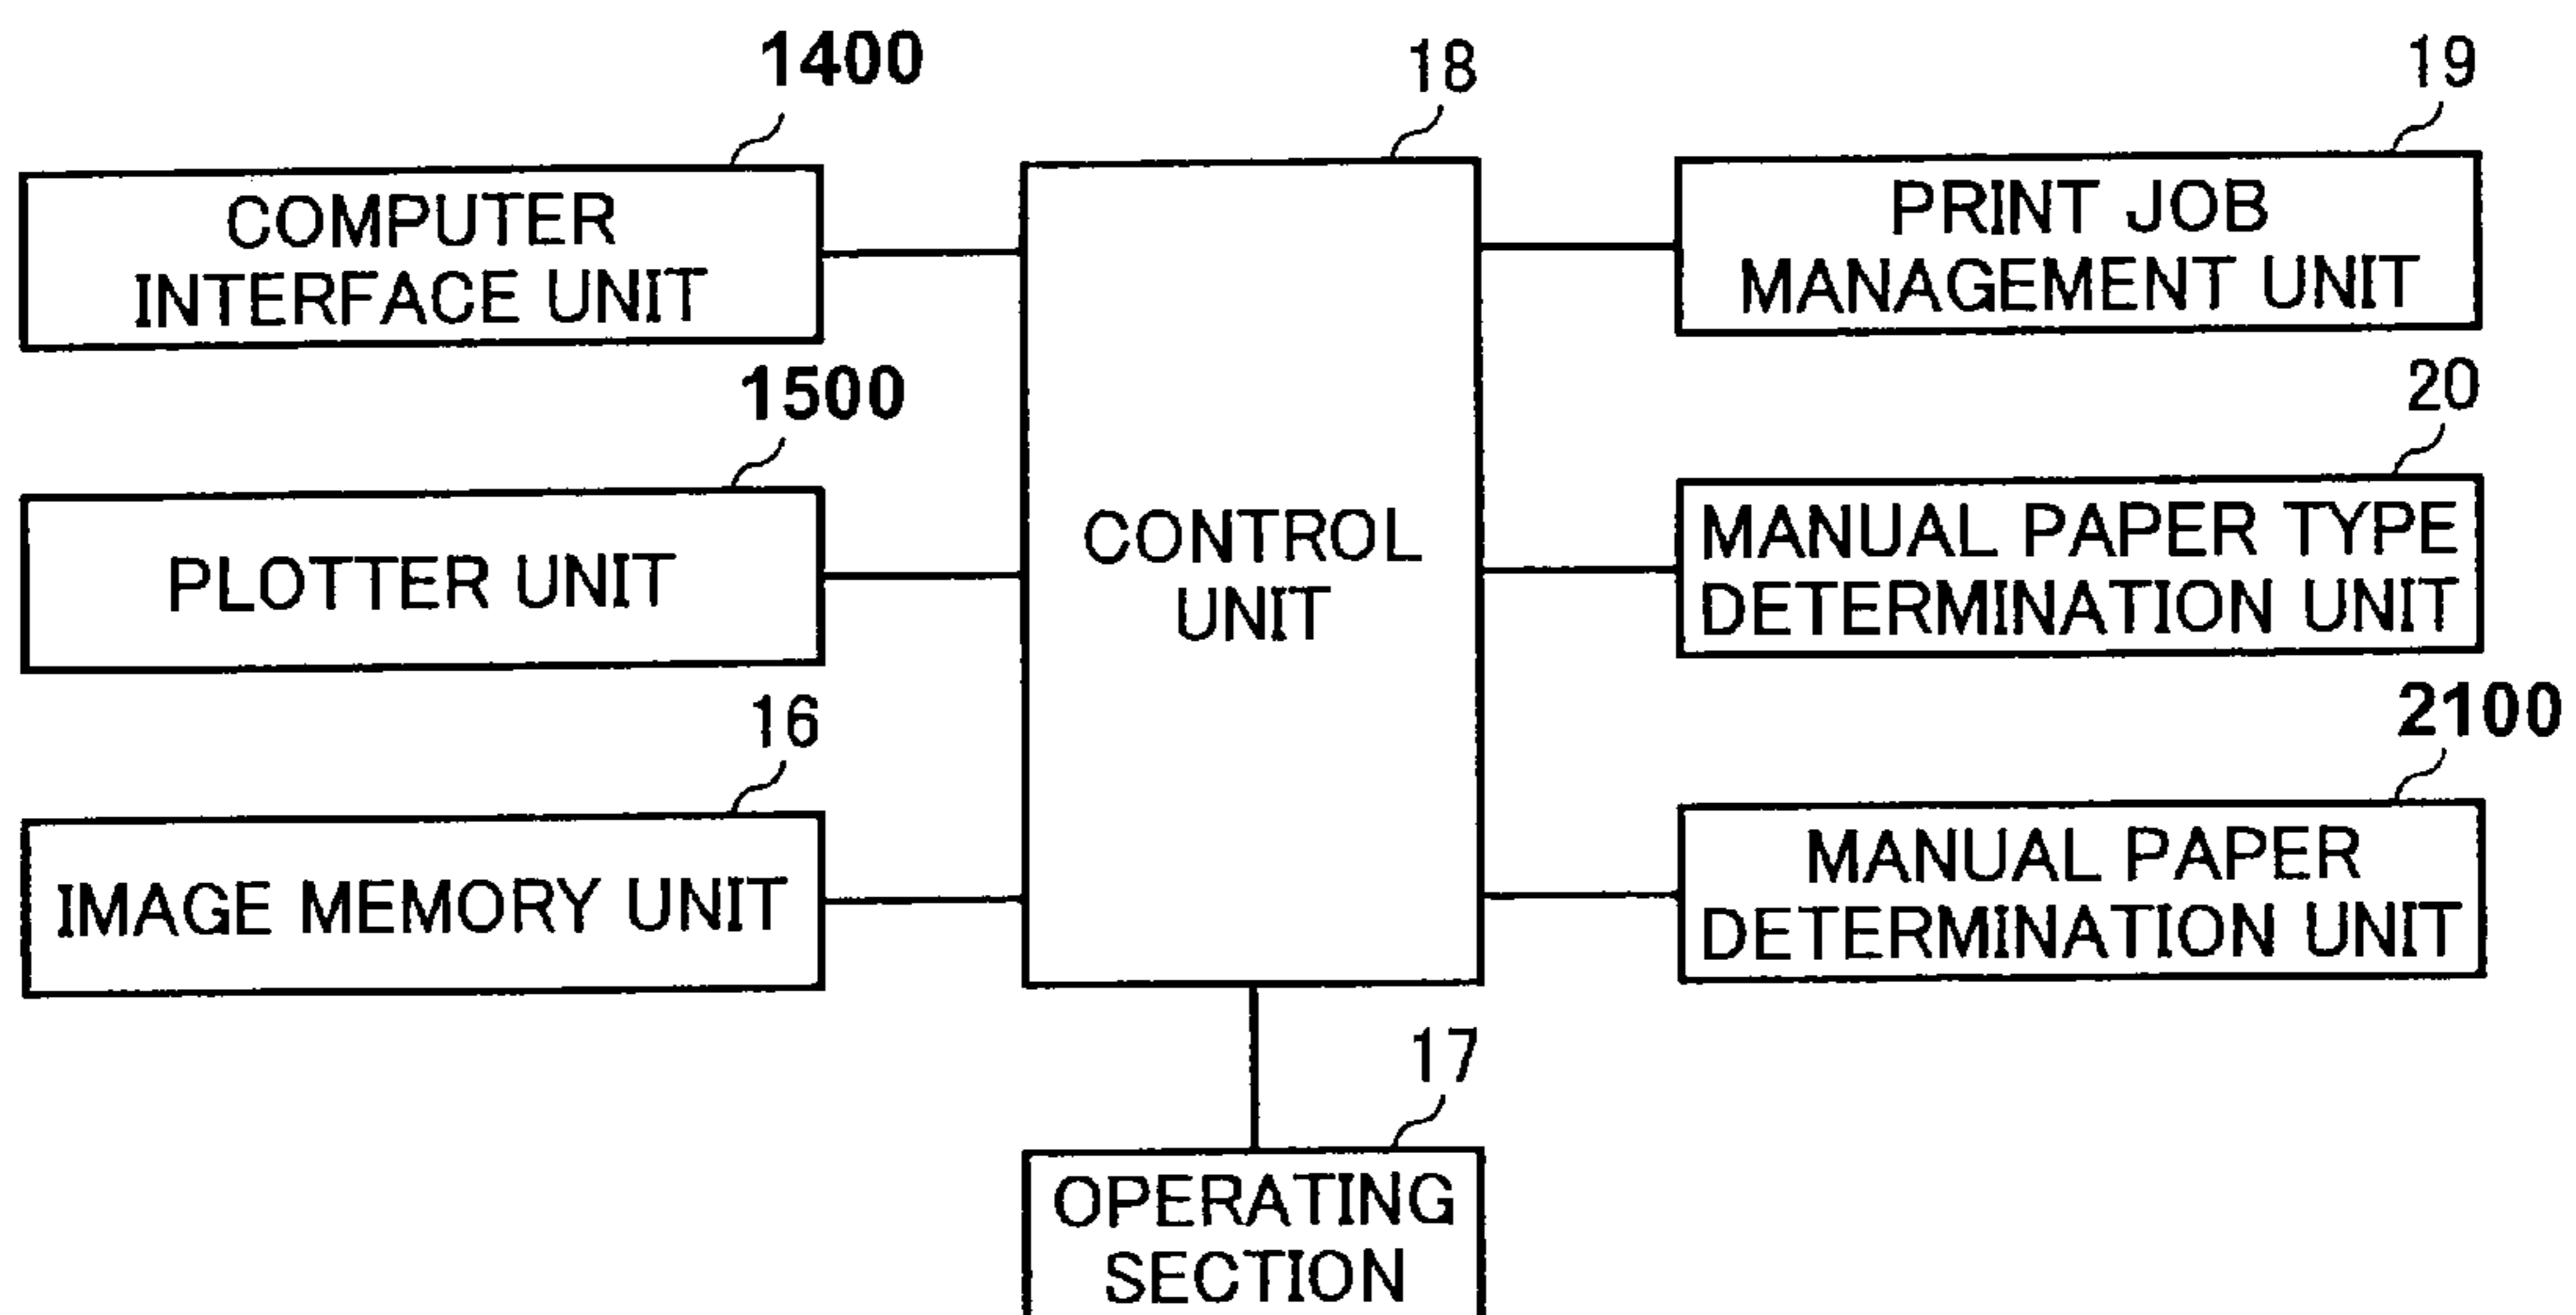 1400
COMPUTER
INTERFACE UNIT
1500
PLOTTER UNIT
16
IMAGE MEMORY UNIT
18
CONTROL
UNIT
17
OPERATING
SECTION
19
PRINT JOB
MANAGEMENT UNIT
20
MANUAL PAPER TYPE
DETERMINATION UNIT
2100
MANUAL PAPER
DETERMINATION UNIT